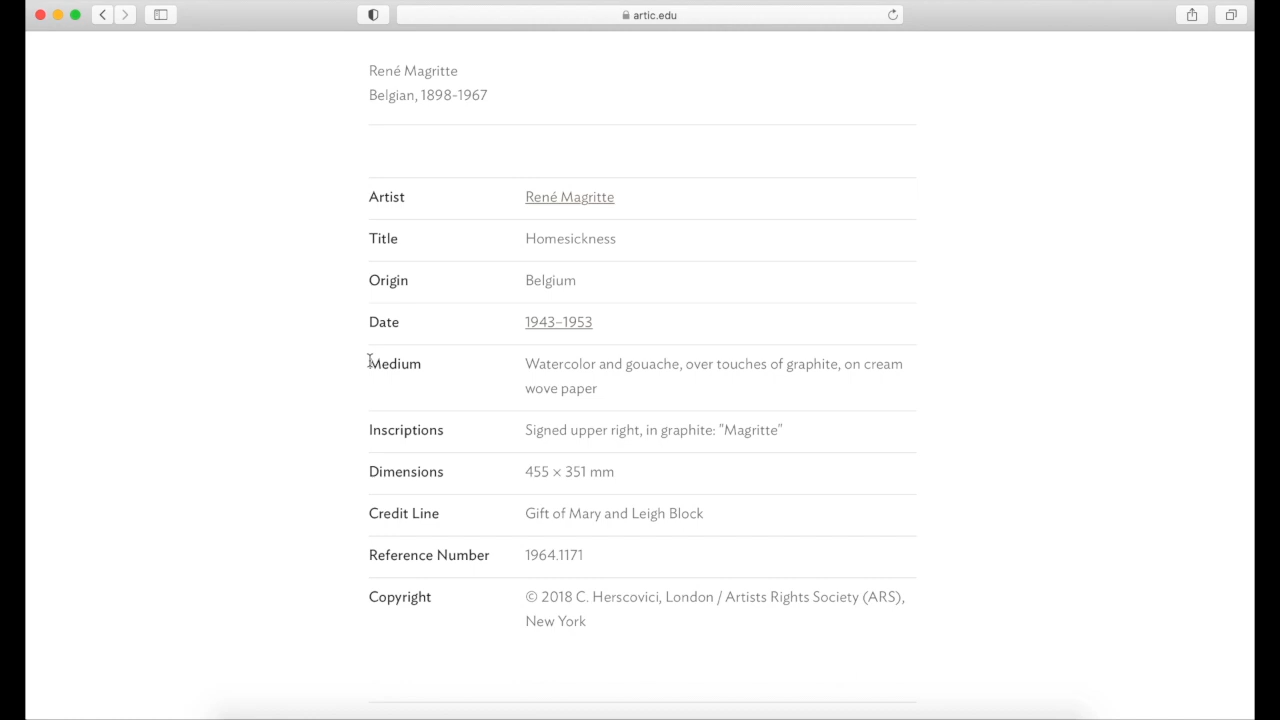 artic.edu
René Magritte
Belgian, 1898-1967
Artist René Magritte
Title Homesickness
Origin Belgium
Date 1943–1953
Medium Watercolor and gouache, over touches of graphite, on cream
wove paper
Inscriptions Signed upper right, in graphite: "Magritte"
Dimensions 455 × 351 mm
Credit Line Gift of Mary and Leigh Block
Reference Number 1964.1171
Copyright © 2018 C. Herscovici, London / Artists Rights Society (ARS),
New York